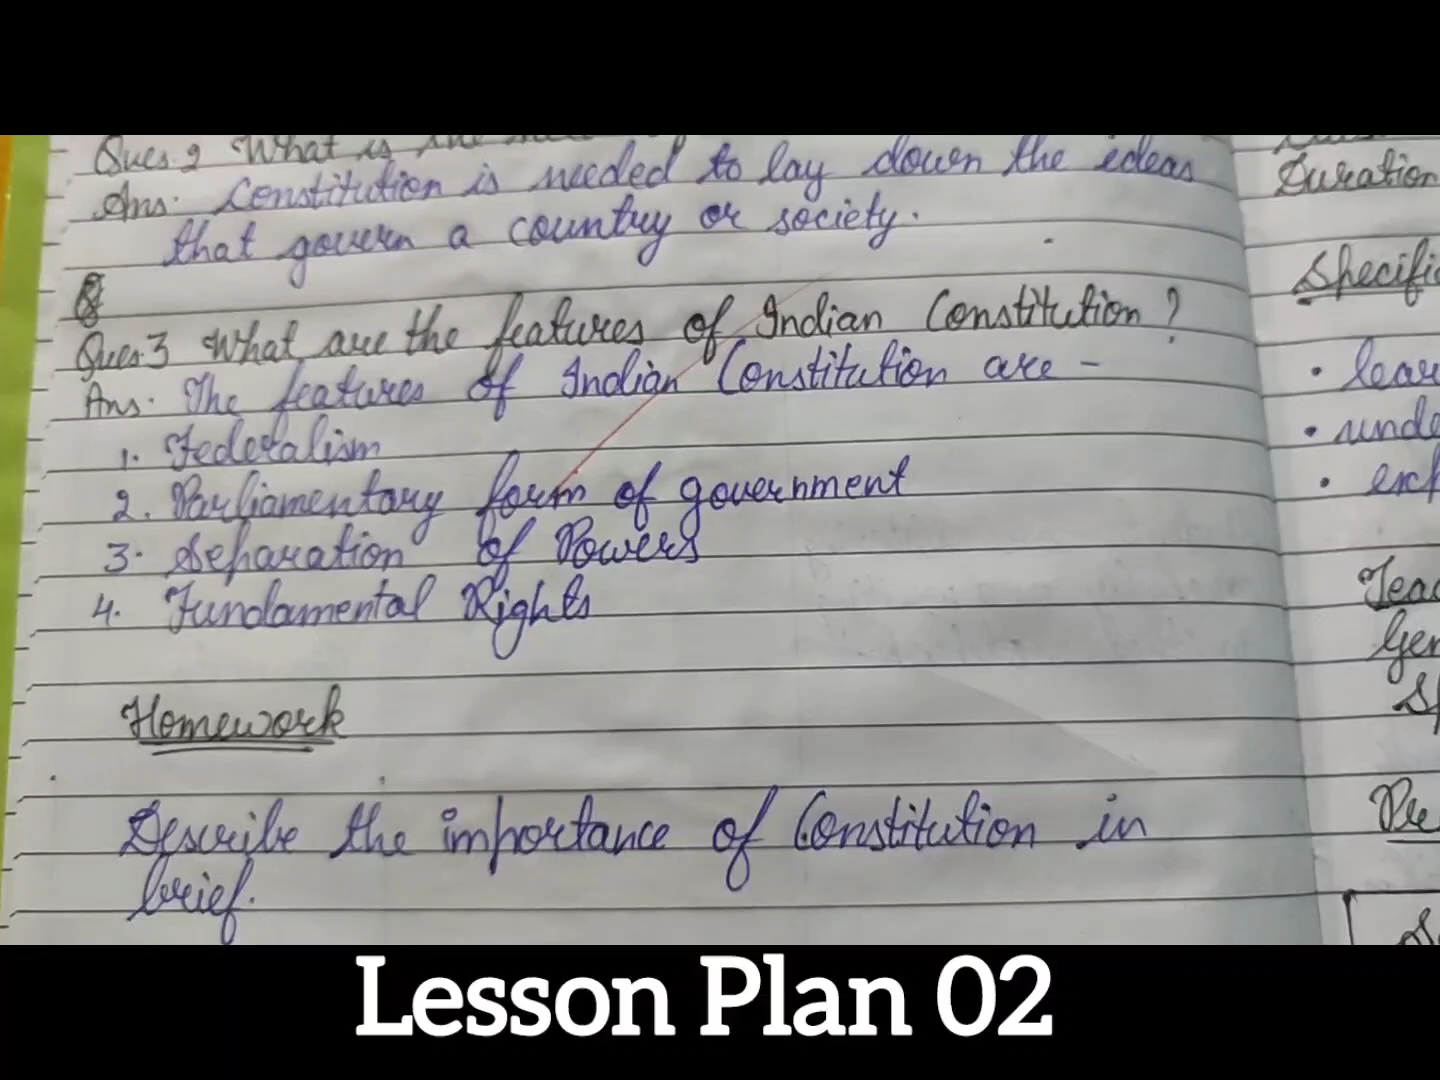 Ques.2 What is the
Ans. Constitution is needed to lay down the ideas
that govern a country or society.
Ques.3 What are the features of Indian Constitution?
Ans. The features of Indian Constitution are -
1. Federalism
2. Parliamentary form of government
3. Separation of Powers
4. Fundamental Rights
Homework
Describe the importance of Constitution in
brief.
Duration
Specific
Lesson Plan 02